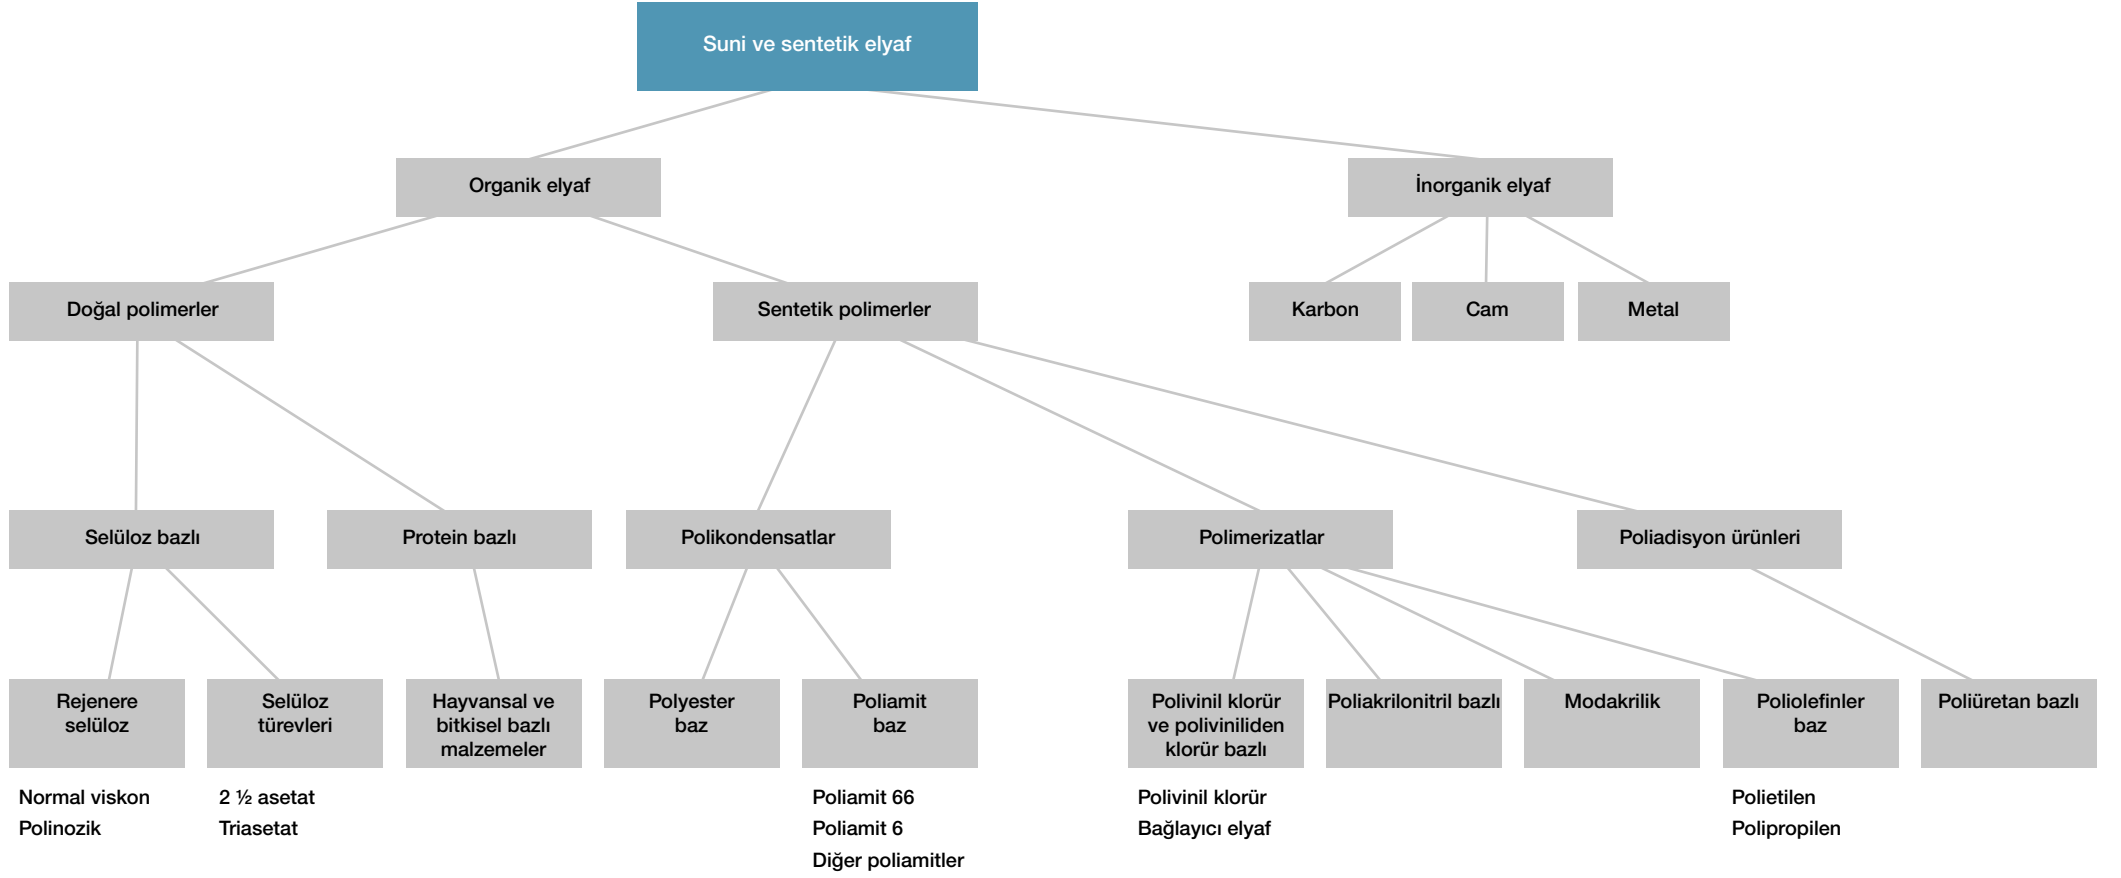 Suni ve sentetik elyaf
Organik elyaf
İnorganik elyaf
Doğal polimerler
Sentetik polimerler
Karbon
Cam
Metal
Selüloz bazlı
Protein bazlı
Polikondensatlar
Polimerizatlar
Poliadisyon ürünleri
Rejenere
selüloz
Selüloz
türevleri
Hayvansal ve
bitkisel bazlı
malzemeler
Polyester
baz
Poliamit
baz
Polivinil klorür
ve poliviniliden
klorür bazlı
Poliakrilonitril bazlı
Modakrilik
Poliolefinler
baz
Poliüretan bazlı
Normal viskon
Polinozik
2 ½ asetat
Triasetat
Poliamit 66
Poliamit 6
Diğer poliamitler
Polivinil klorür
Bağlayıcı elyaf
Polietilen
Polipropilen